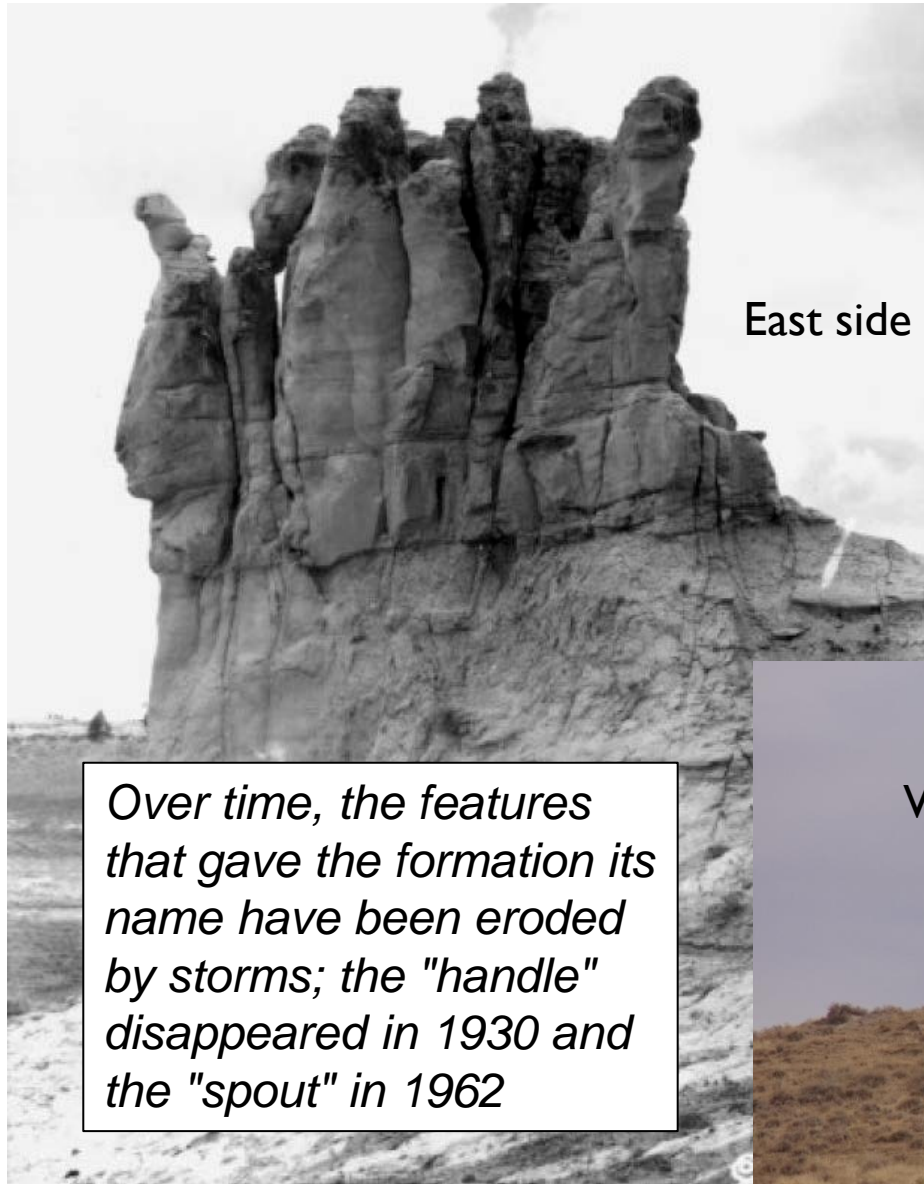 East side
Over time, the features
that gave the formation its
name have been eroded
by storms; the "handle"
disappeared in 1930 and
the "spout" in 1962